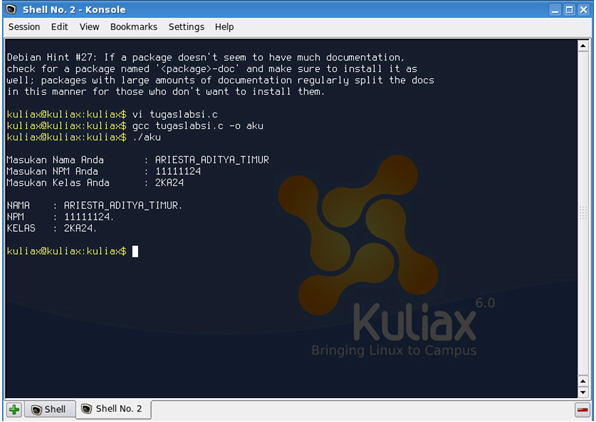 Shell No. 2 - Konsole
Session Edit View Bookmarks Settings Help
Debian Hint #27: If a package doesn't seem to have much documentation,
check for a package named '<package>-doc' and make sure to install it as
well; packages with large amounts of documentation regularly split the docs
in this manner for those who don't want to install them.
kuliax@kuliax:kuliax$ vi tugaslabsi.c
kuliax@kuliax:kuliax$ gcc tugaslabsi.c -o aku
kuliax@kuliax:kuliax$ ./aku
Masukan Nama Anda : ARIESTA_ADITYA_TIMUR
Masukan NPM Anda : 11111124
Masukan Kelas Anda : 2KA24
NAMA : ARIESTA_ADITYA_TIMUR.
NPM : 11111124.
KELAS : 2KA24.
kuliax@kuliax:kuliax$
Kuliax 6.0
Bringing Linux to Campus
Shell Shell No. 2